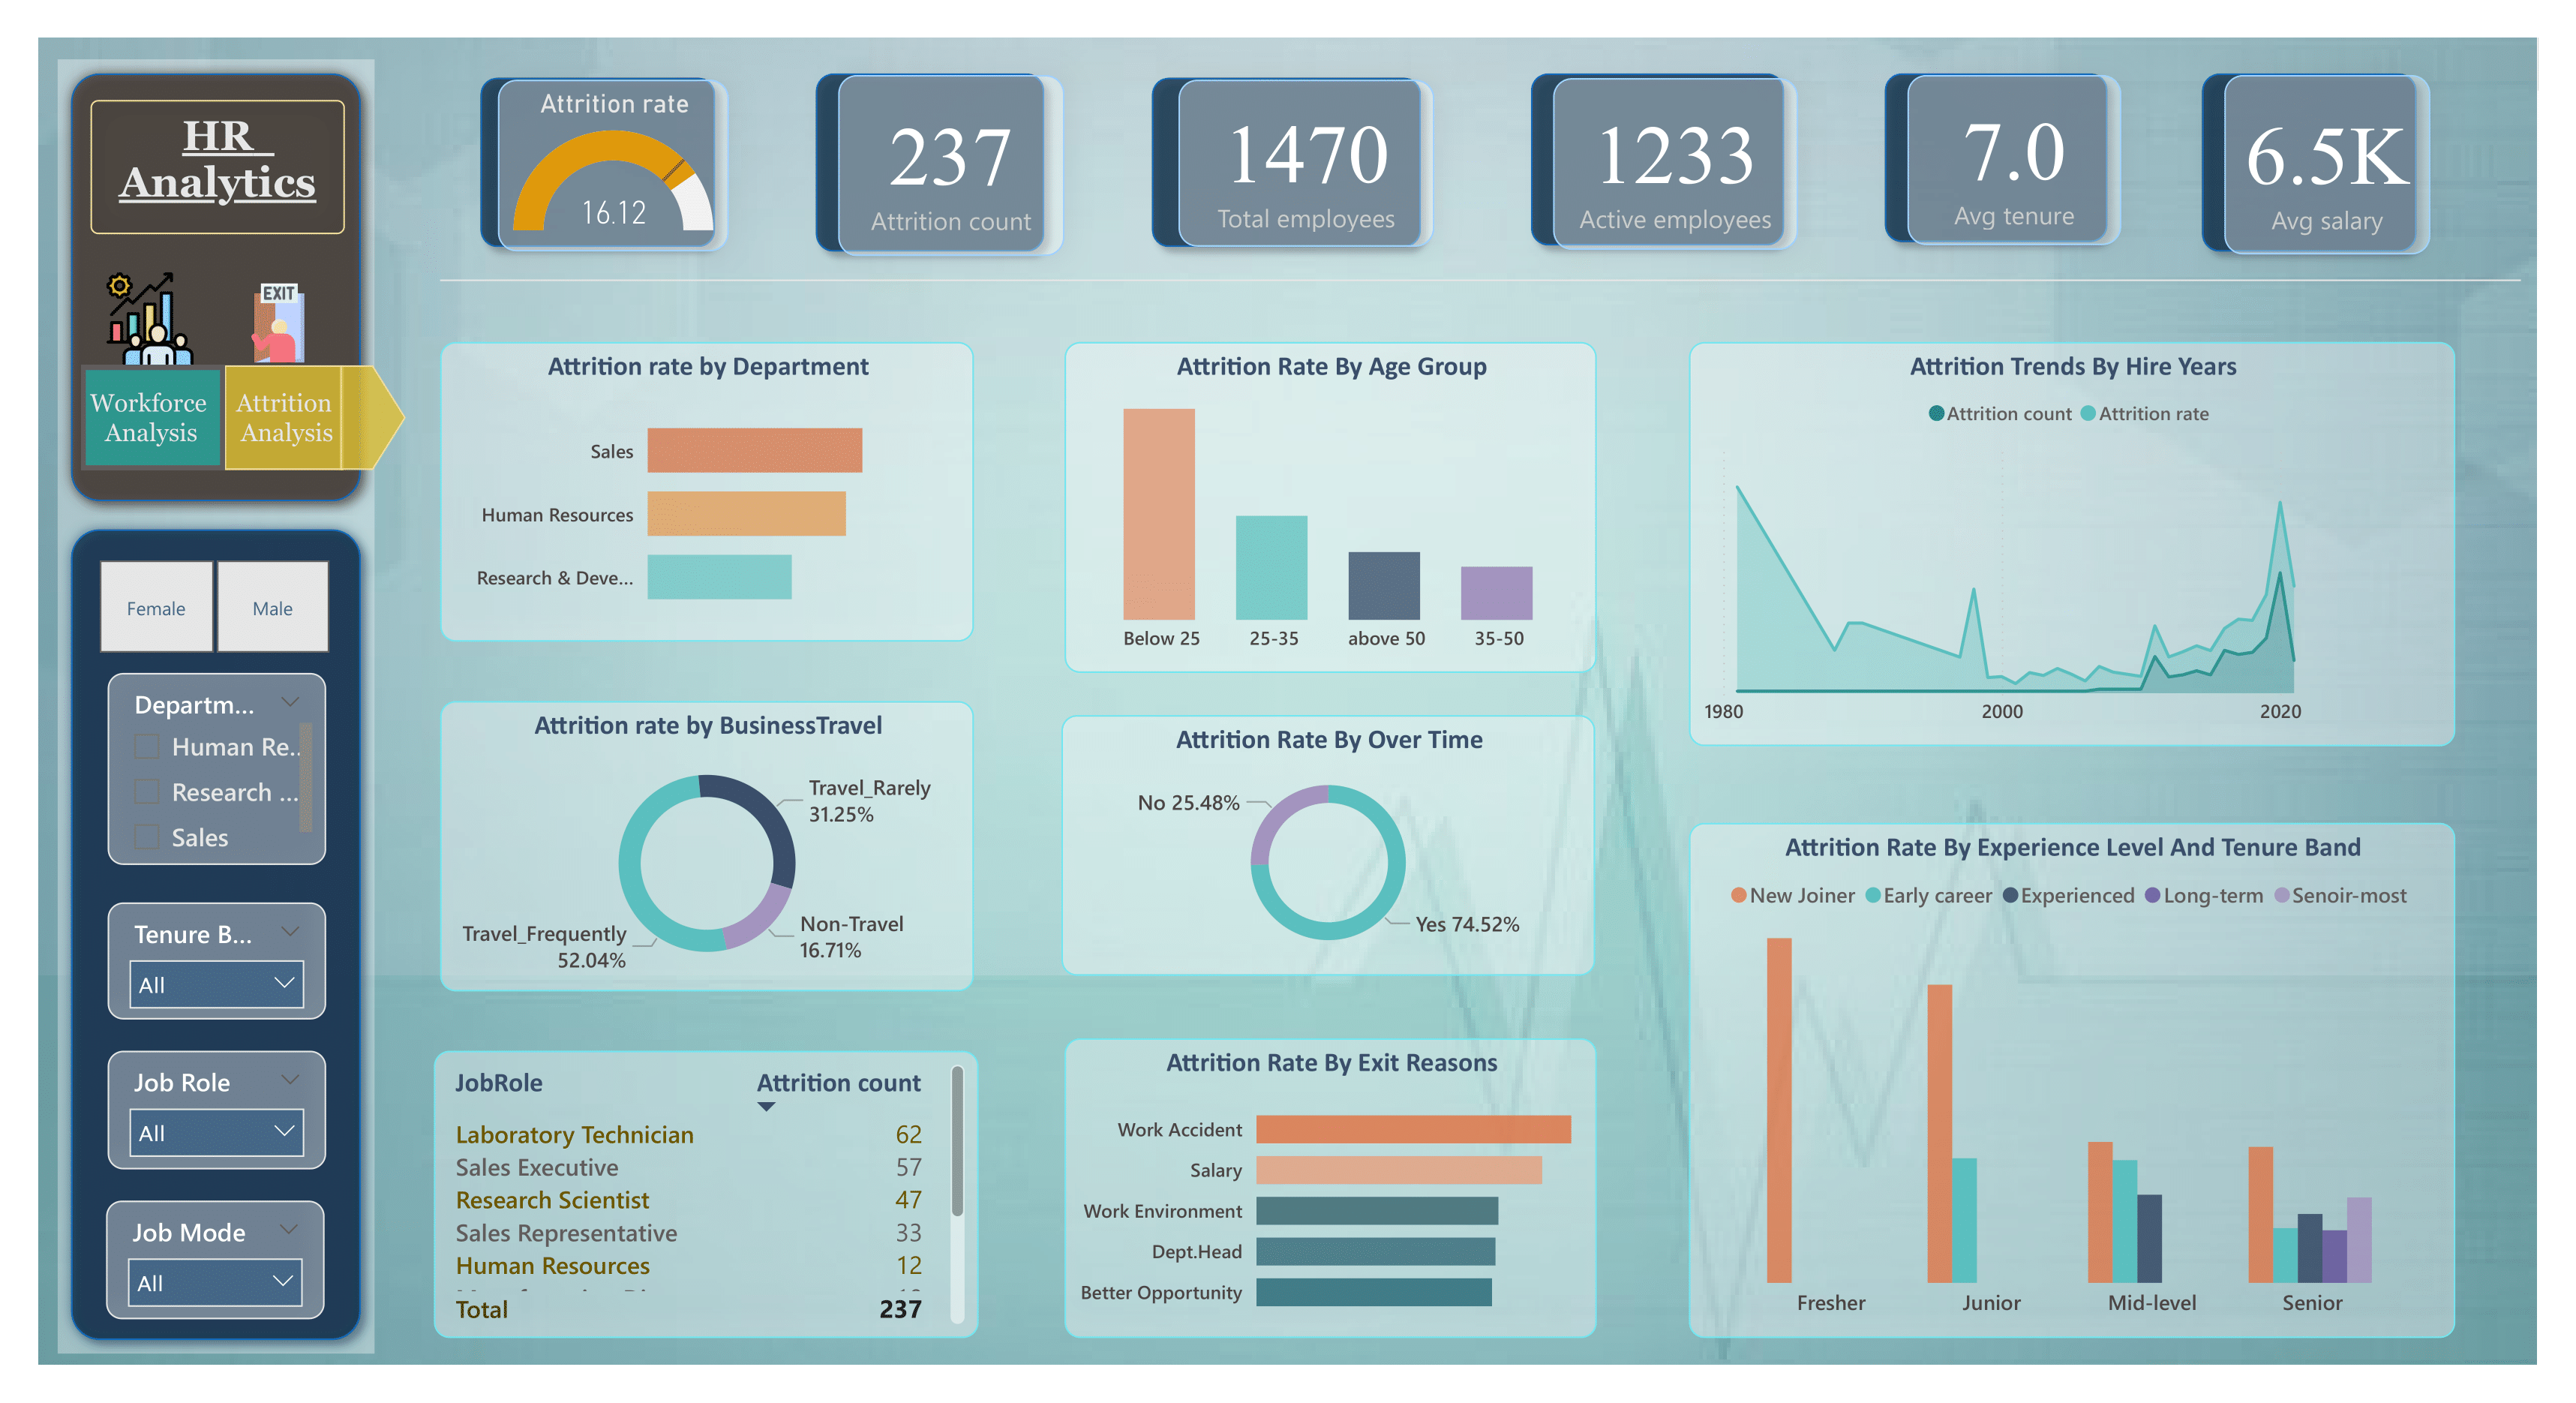 HR
Analytics
EXIT
Workforce
Analysis
Attrition
Analysis
Female
Male
Departm...
Human Re..
Research ...
Sales
Tenure B...
All
Job Role
All
Job Mode
All
Attrition rate
16.12
237
Attrition count
1470
Total employees
1233
Active employees
7.0
Avg tenure
6.5K
Avg salary
Attrition rate by Department
Sales
Human Resources
Research & Deve...
Attrition Rate By Age Group
Below 25
25-35
above 50
35-50
Attrition Trends By Hire Years
Attrition count
Attrition rate
1980
2000
2020
Attrition rate by BusinessTravel
Travel_Rarely
31.25%
Non-Travel
16.71%
Travel_Frequently
52.04%
Attrition Rate By Over Time
No 25.48%
Yes 74.52%
Attrition Rate By Experience Level And Tenure Band
New Joiner
Early career
Experienced
Long-term
Senoir-most
Fresher
Junior
Mid-level
Senior
JobRole Attrition count
Laboratory Technician 62
Sales Executive 57
Research Scientist 47
Sales Representative 33
Human Resources 12
Total 237
Attrition Rate By Exit Reasons
Work Accident
Salary
Work Environment
Dept.Head
Better Opportunity